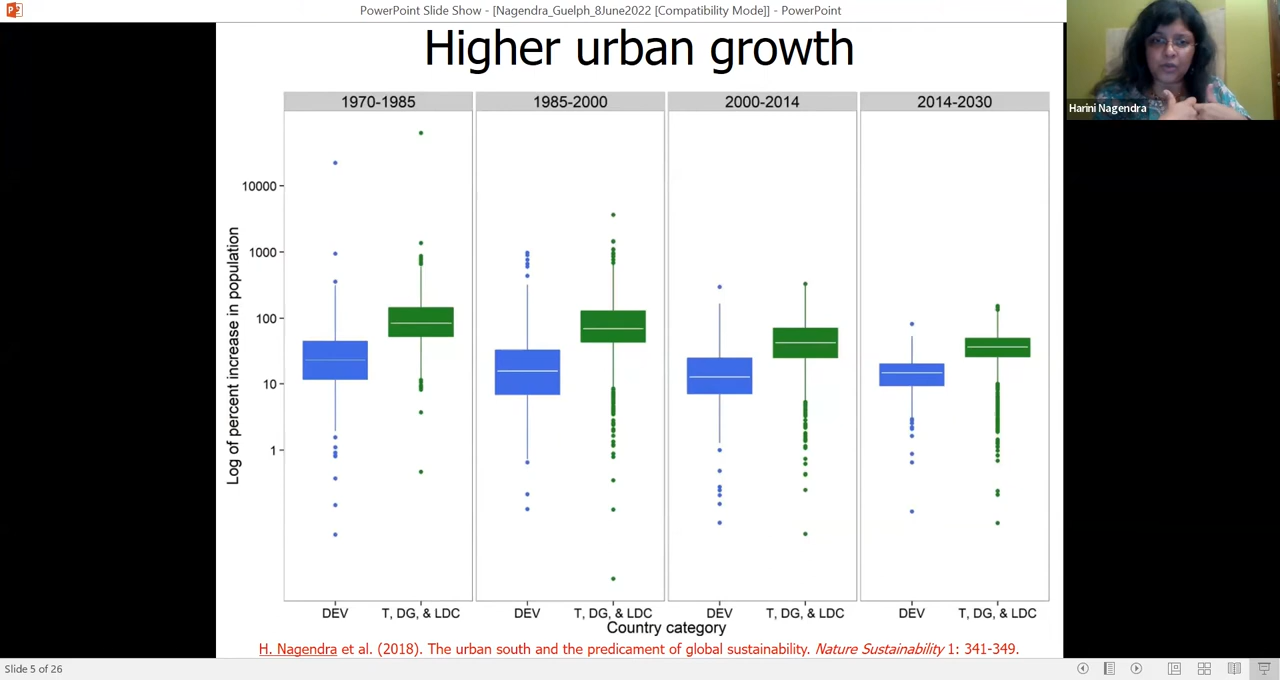 PowerPoint Slide Show - [Nagendra_Guelph_8June2022 [Compatibility Mode]] - PowerPoint
Higher urban growth
Harini Nagendra
1970-1985 1985-2000 2000-2014 2014-2030
10000
1000
100
10
1
Log of percent increase in population
DEV T, DG, & LDC DEV T, DG, & LDC DEV T, DG, & LDC DEV T, DG, & LDC
Country category
H. Nagendra et al. (2018). The urban south and the predicament of global sustainability. Nature Sustainability 1: 341-349.
Slide 5 of 26